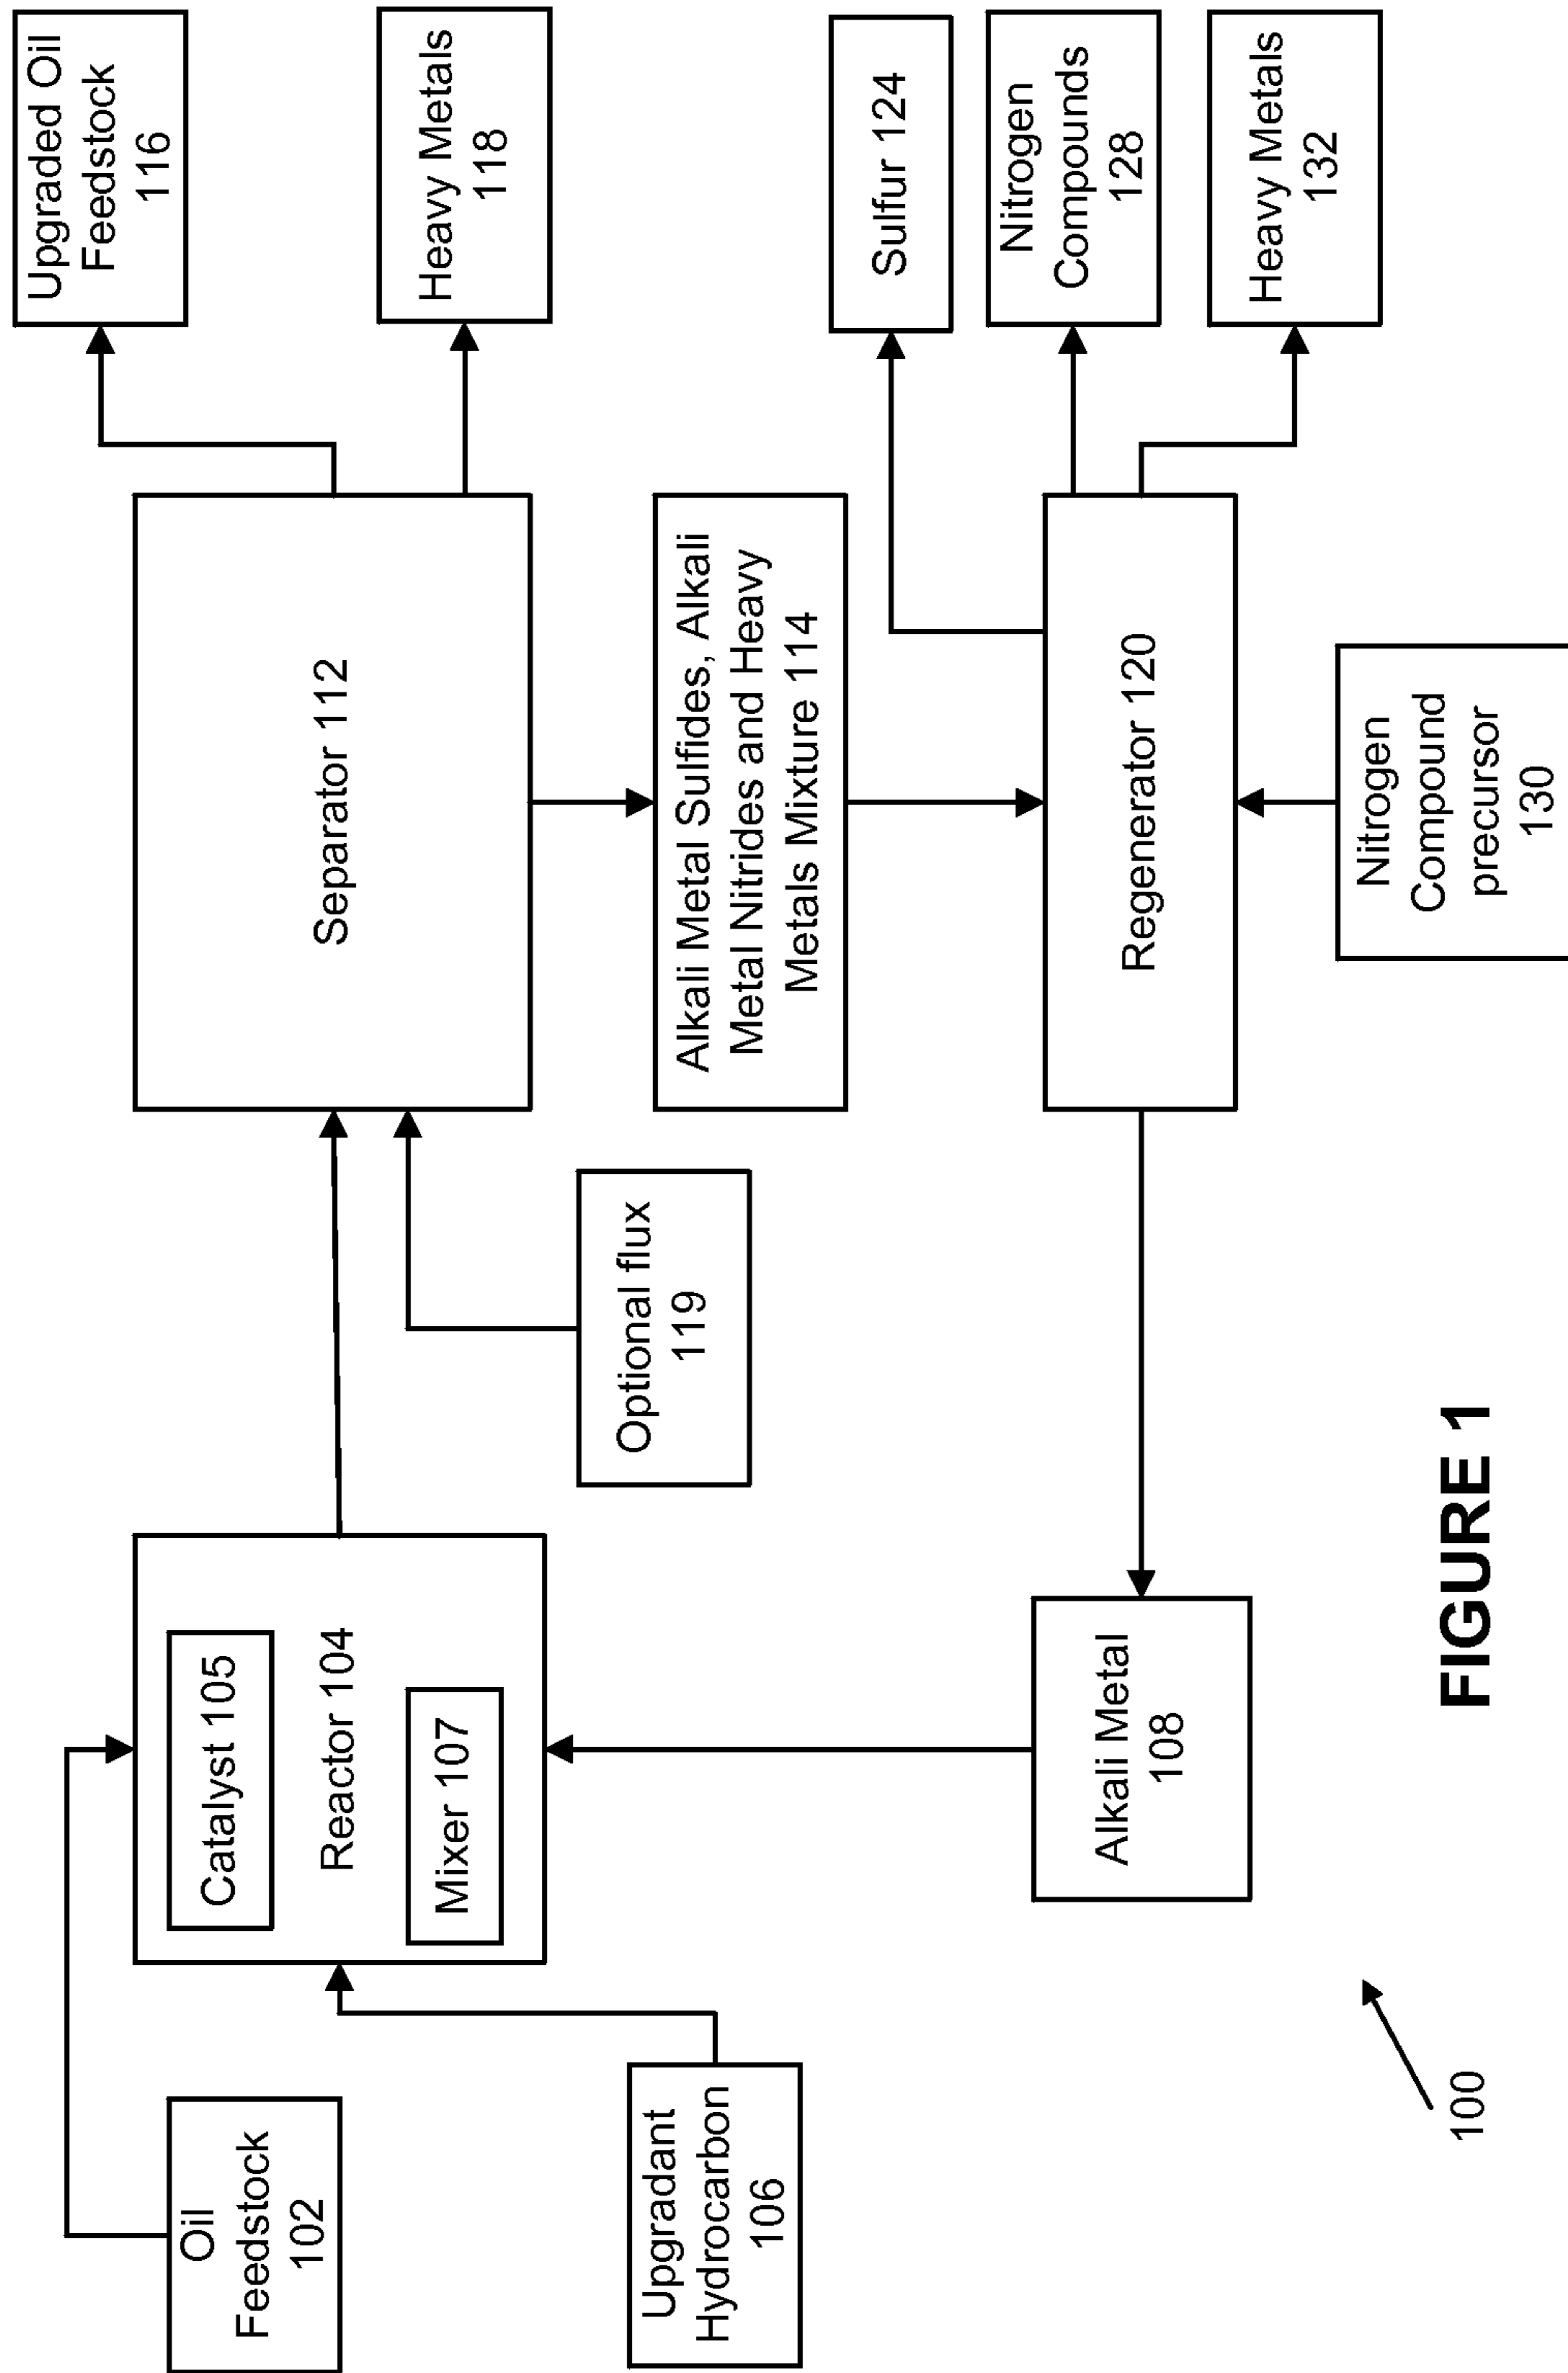 Oil
Feedstock
102
Catalyst 105
Reactor 104
Mixer 107
Upgradant
Hydrocarbon
106
Alkali Metal
108
Optional flux
119
Separator 112
Upgraded Oil
Feedstock
116
Heavy Metals
118
Alkali Metal Sulfides, Alkali
Metal Nitrides and Heavy
Metals Mixture 114
Regenerator 120
Sulfur 124
Nitrogen
Compounds
128
Heavy Metals
132
Nitrogen
Compound
precursor
130
100
FIGURE 1